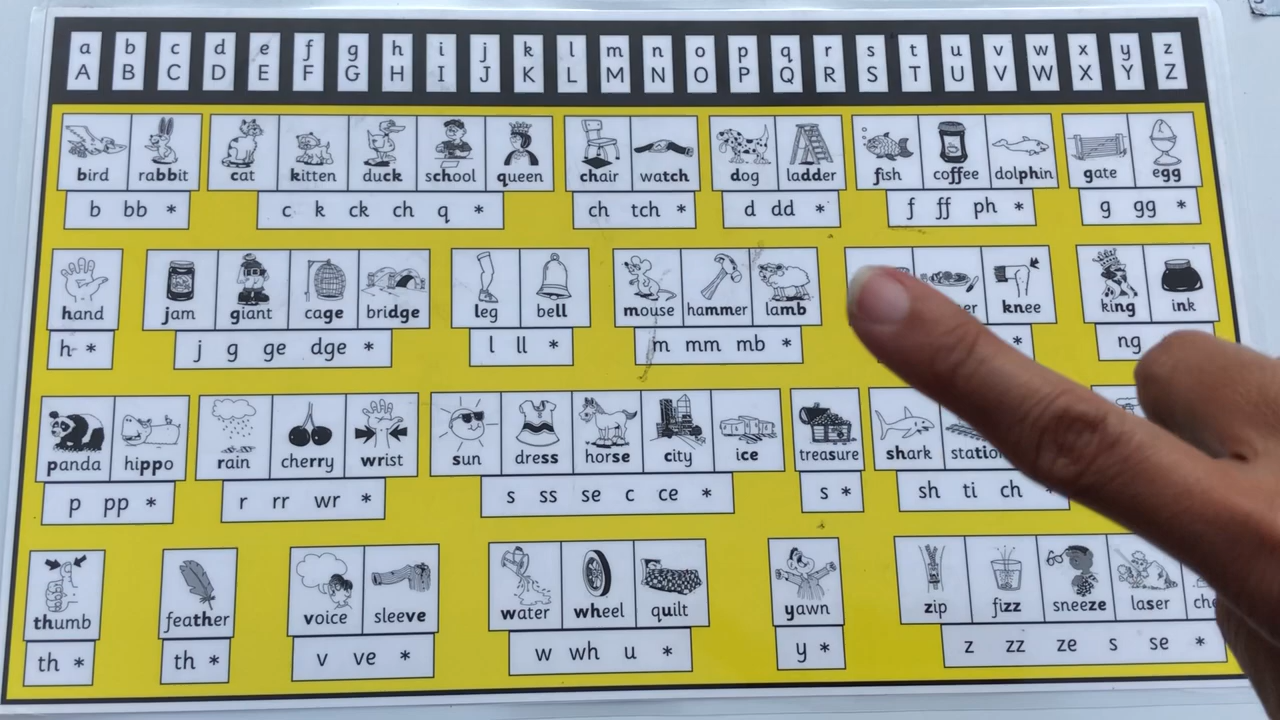 a b c d e f g h i j k l m n o p q r s t u v w x y z
A B C D E F G H I J K L M N O P Q R S T U V W X Y Z
bird rabbit cat kitten duck school queen chair watch dog ladder fish coffee dolphin gate egg
b bb * c k ck ch q * ch tch * d dd * f ff ph * g gg *
hand jam giant cage bridge leg bell mouse hammer lamb knee king ink
h * j g ge dge * l ll * m mm mb * * ng
panda hippo rain cherry wrist sun dress horse city ice treasure shark
p pp * r rr wr * s ss se c ce * s * sh ti ch *
thumb feather voice sleeve water wheel quilt yawn zip fizz sneeze laser
th * th * v ve * w wh u * y * z zz ze s se *